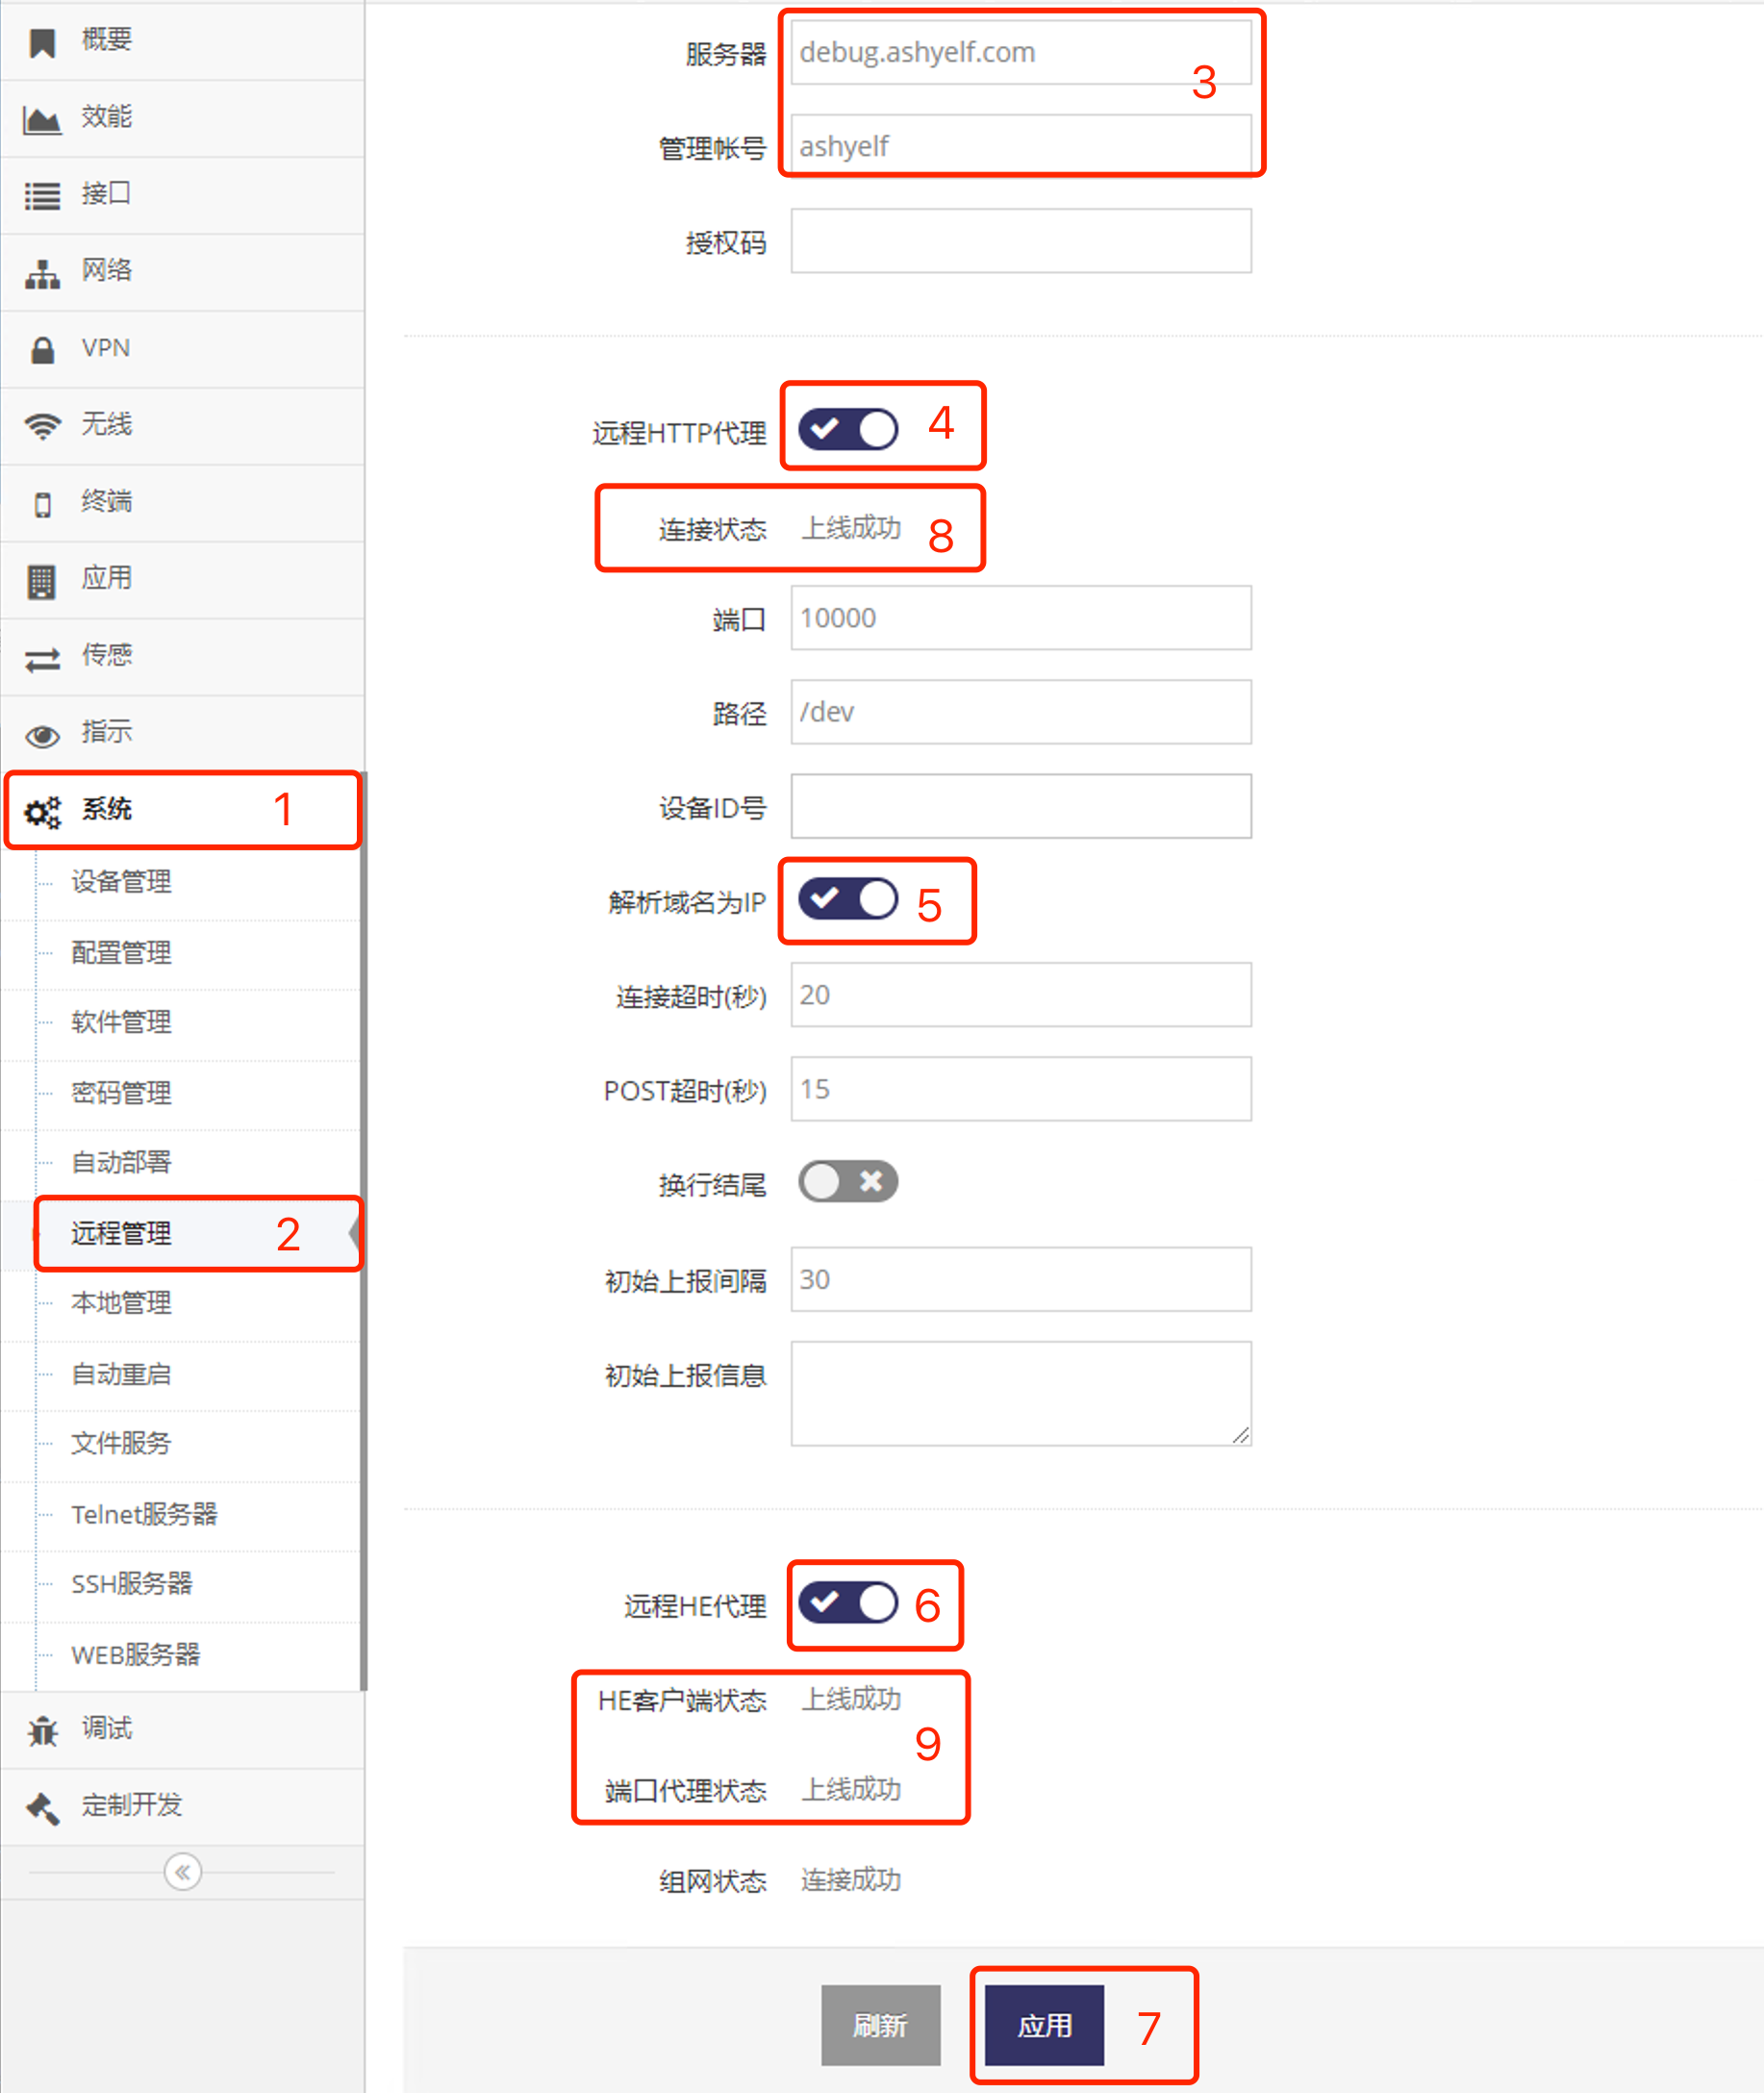 概要
效能
接口
网络
VPN
无线
终端
应用
传感
指示
系统 1
设备管理
配置管理
软件管理
密码管理
自动部署
远程管理 2
本地管理
自动重启
文件服务
Telnet服务器
SSH服务器
WEB服务器
调试
定制开发
服务器 debug.ashyelf.com
3
管理帐号 ashyelf
授权码
远程HTTP代理 4
连接状态 上线成功 8
端口 10000
路径 /dev
设备ID号
解析域名为IP 5
连接超时(秒) 20
POST超时(秒) 15
换行结尾
初始上报间隔 30
初始上报信息
远程HE代理 6
HE客户端状态 上线成功
9
端口代理状态 上线成功
组网状态 连接成功
刷新 应用 7